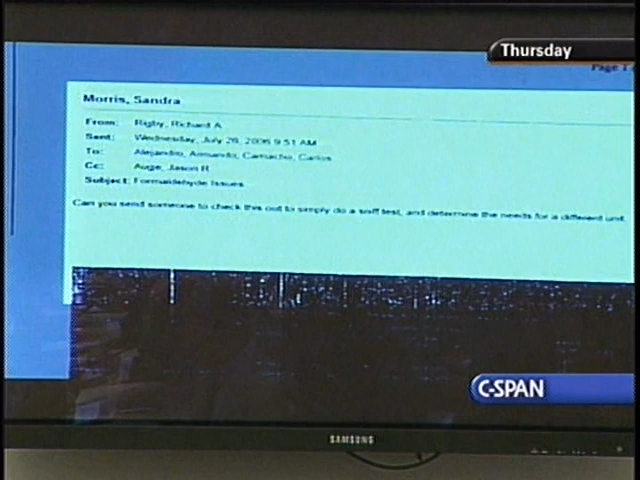 Thursday
Page 1
Morris, Sandra
From: Rigby, Richard A
Sent: Wednesday, July 26, 2006 9:51 AM
To: Alejandro, Armando; Camacho, Carlos
Cc: Auge, Jason R
Subject: Formaldehyde Issues
Can you send someone to check this out to simply do a sniff test, and determine the needs for a different unit.
C-SPAN
SAMSUNG